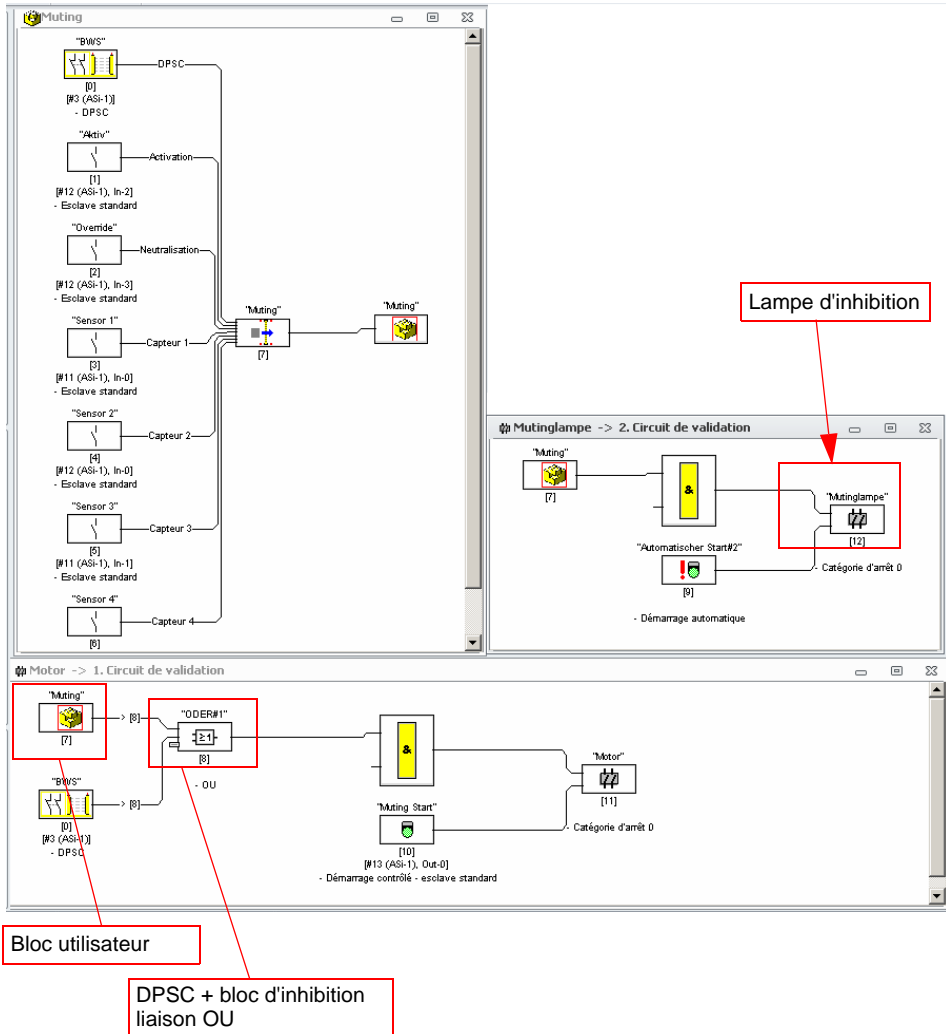 Muting
"BWS"
DPSC
[0]
[#3 (ASi-1)]
- DPSC
"Aktiv"
Activation
[1]
[#12 (ASi-1), In-2]
- Esclave standard
"Override"
Neutralisation
[2]
[#12 (ASi-1), In-3]
- Esclave standard
"Sensor 1"
Capteur 1
[3]
[#11 (ASi-1), In-0]
- Esclave standard
"Sensor 2"
Capteur 2
[4]
[#12 (ASi-1), In-0]
- Esclave standard
"Sensor 3"
Capteur 3
[5]
[#11 (ASi-1), In-1]
- Esclave standard
"Sensor 4"
Capteur 4
[6]
"Muting"
[7]
"Muting"
Lampe d'inhibition
Mutinglampe -> 2. Circuit de validation
"Muting"
[7]
&
"Mutinglampe"
[12]
- Catégorie d'arrêt 0
"Automatischer Start#2"
[9]
- Démarrage automatique
Motor -> 1. Circuit de validation
"Muting"
[7]
> [8]
"ODER#1"
≥1
[8]
- OU
"BWS"
> [8]
[0]
[#3 (ASi-1)]
- DPSC
&
"Motor"
[11]
- Catégorie d'arrêt 0
"Muting Start"
[10]
[#13 (ASi-1), Out-0]
- Démarrage contrôlé - esclave standard
Bloc utilisateur
DPSC + bloc d'inhibition
liaison OU